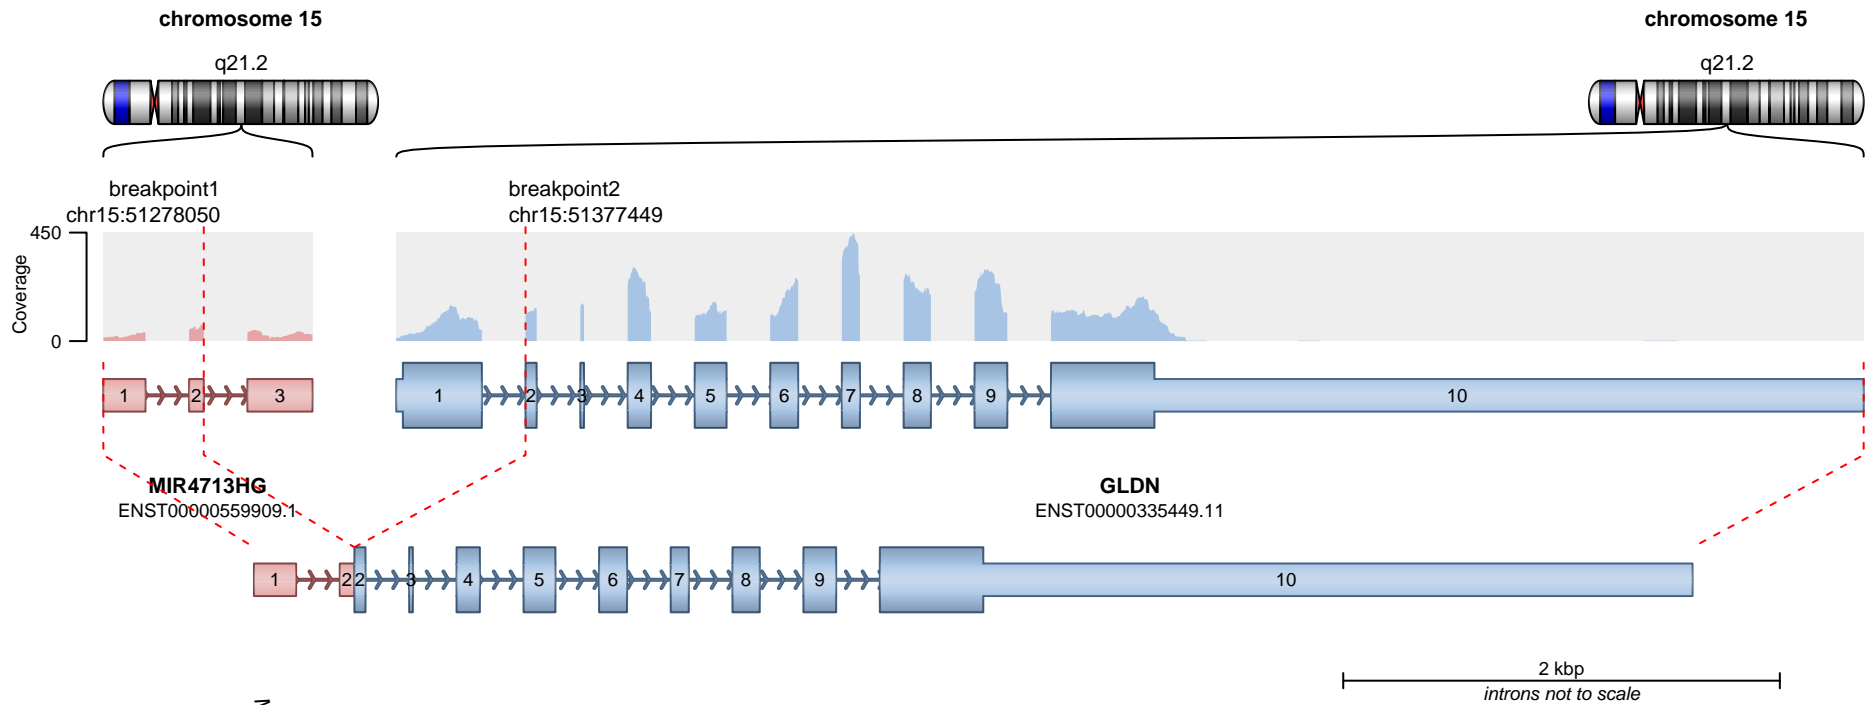 chromosome 15
chromosome 15
q21.2
q21.2
breakpoint1
chr15:51278050
breakpoint2
chr15:51377449
450
0
Coverage
1 2 3
1 2 3 4 5 6 7 8 9 10
MIR4713HG
ENST00000559909.1
GLDN
ENST00000335449.11
1 2 2 3 4 5 6 7 8 9 10
2 kbp
introns not to scale